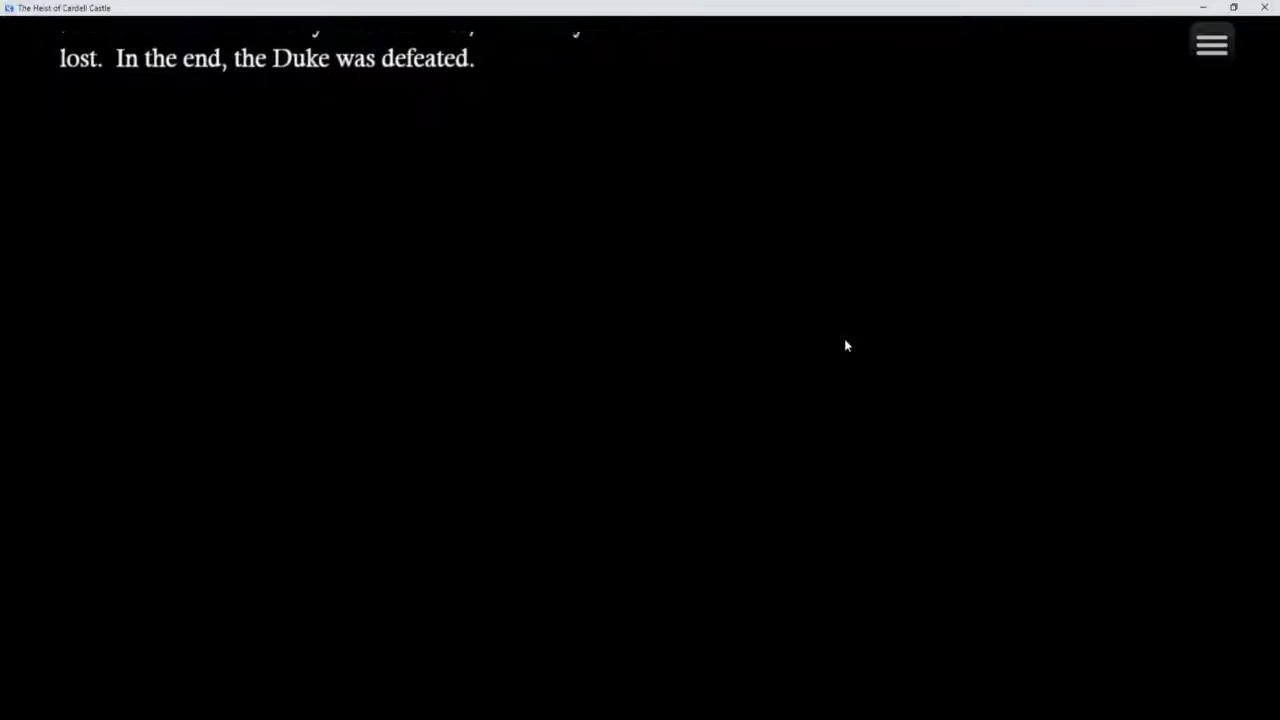 The Heist of Cardell Castle
lost.  In the end, the Duke was defeated.